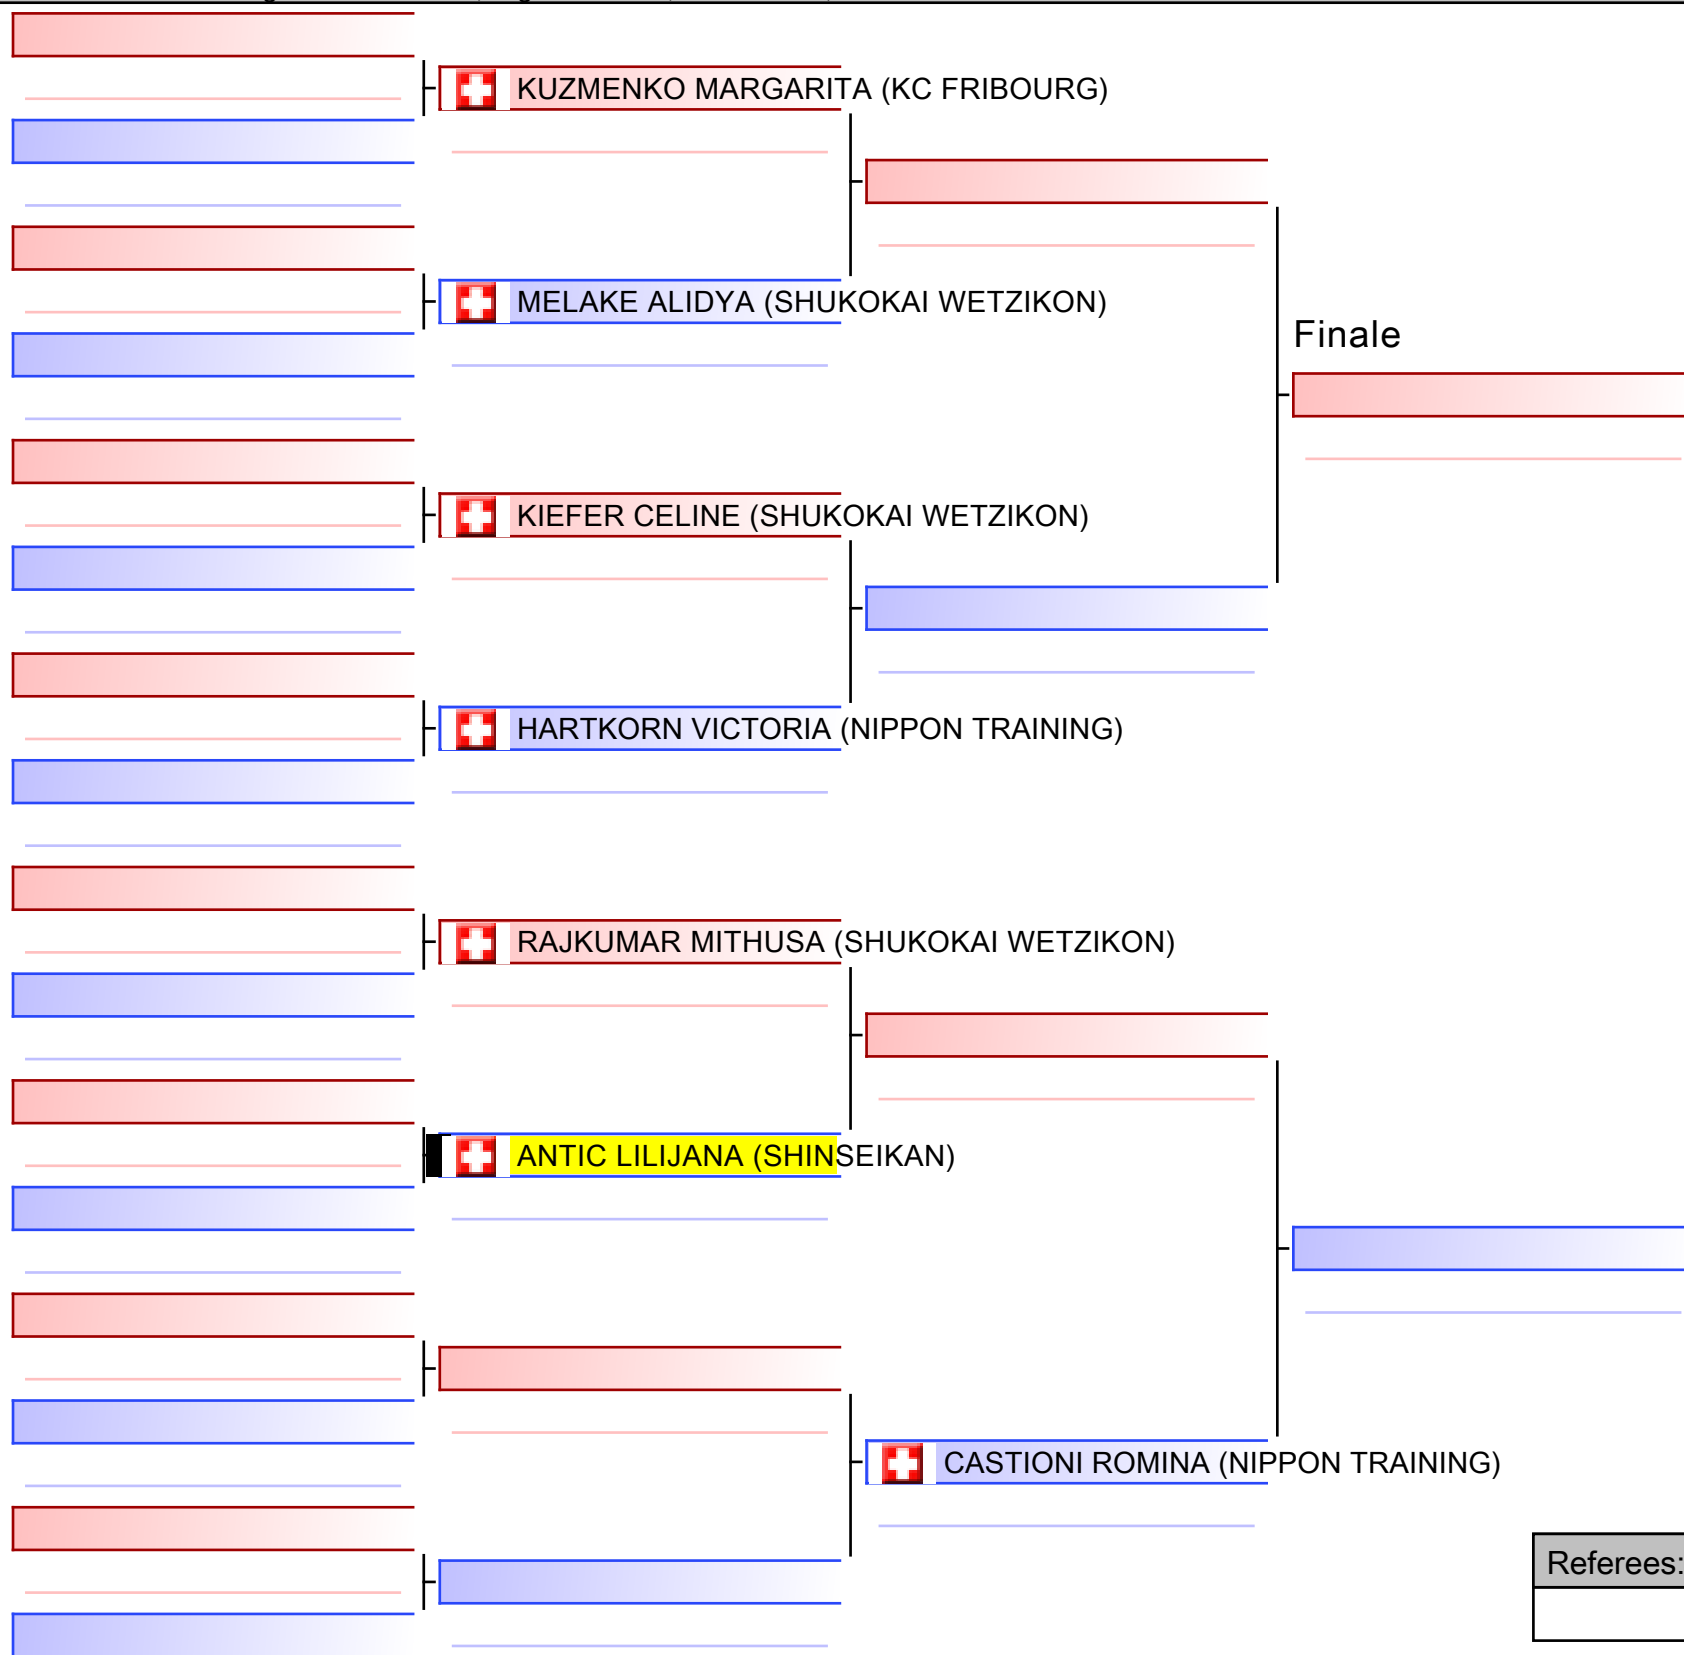 KUZMENKO MARGARITA (KC FRIBOURG)
MELAKE ALIDYA (SHUKOKAI WETZIKON)
Finale
KIEFER CELINE (SHUKOKAI WETZIKON)
HARTKORN VICTORIA (NIPPON TRAINING)
RAJKUMAR MITHUSA (SHUKOKAI WETZIKON)
ANTIC LILIJANA (SHINSEIKAN)
CASTIONI ROMINA (NIPPON TRAINING)
Referees: